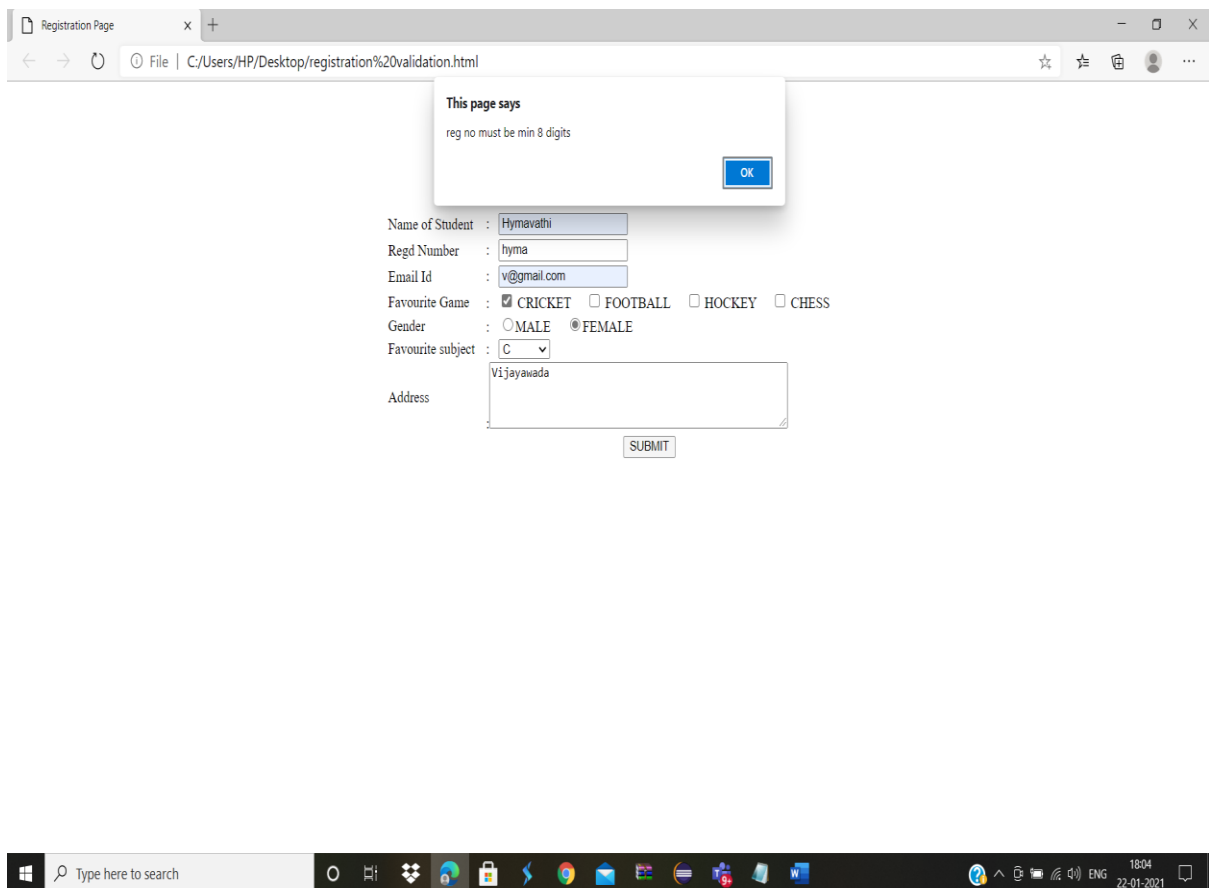 Registration Page
File | C:/Users/HP/Desktop/registration%20validation.html
This page says
reg no must be min 8 digits
OK
Name of Student : Hymavathi
Regd Number : hyma
Email Id : v@gmail.com
Favourite Game : CRICKET FOOTBALL HOCKEY CHESS
Gender : MALE FEMALE
Favourite subject : C
Vijayawada
Address :
SUBMIT
Type here to search
ENG
18:04
22-01-2021